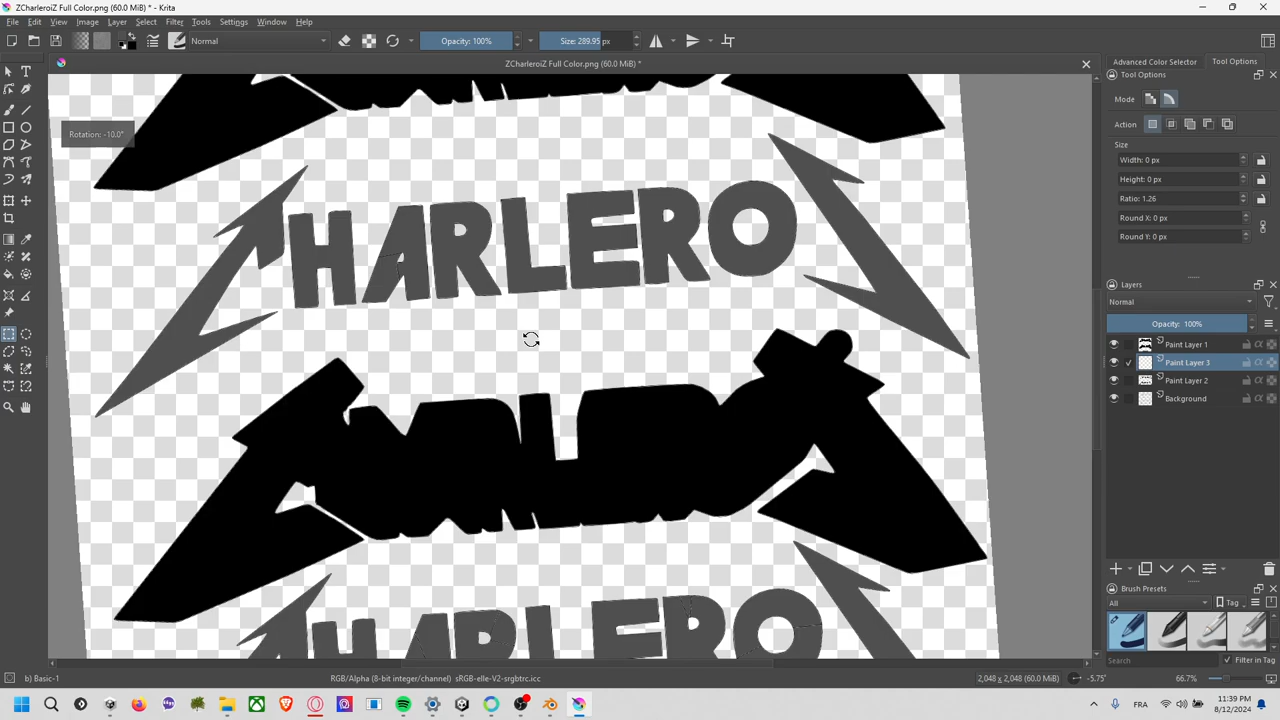 ZCharleroiZ Full Color.png (60.0 MiB) * - Krita
File Edit View Image Layer Select Filter Tools Settings Window Help
Normal
Opacity: 100%
Size: 289.95 px
ZCharleroiZ Full Color.png (60.0 MiB) *
Advanced Color Selector
Tool Options
Tool Options
Mode
Action
Size
Width: 0 px
Height: 0 px
Ratio: 1.26
Round X: 0 px
Round Y: 0 px
Rotation: -10.0°
HARLERO
HARLERO
Layers
Normal
Opacity: 100%
Paint Layer 1
Paint Layer 3
Paint Layer 2
Background
Brush Presets
All
Tag
Search
Filter in Tag
b) Basic-1
RGB/Alpha (8-bit integer/channel) sRGB-elle-V2-srgbtrc.icc
2,048 x 2,048 (60.0 MiB)
-5.75°
66.7%
FRA
11:39 PM
8/12/2024